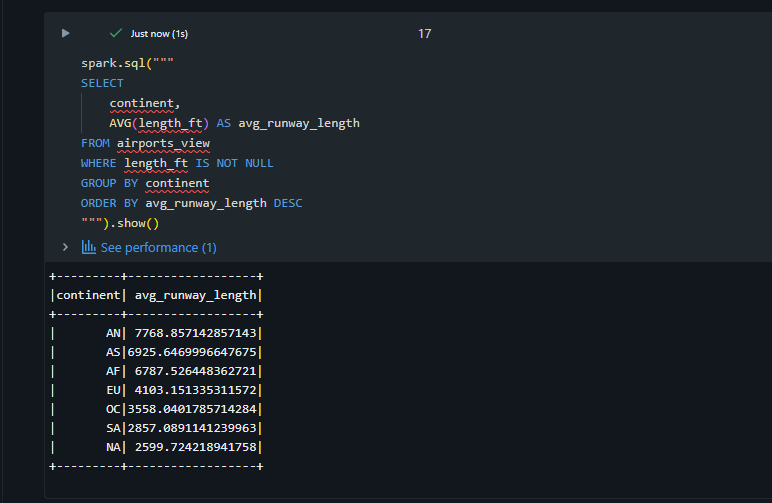 Just now (1s)
17
spark.sql("""
SELECT
    continent,
    AVG(length_ft) AS avg_runway_length
FROM airports_view
WHERE length_ft IS NOT NULL
GROUP BY continent
ORDER BY avg_runway_length DESC
""").show()
See performance (1)
+---------+------------------+
|continent| avg_runway_length|
+---------+------------------+
|       AN| 7768.857142857143|
|       AS|6925.6469996647675|
|       AF| 6787.526448362721|
|       EU| 4103.151335311572|
|       OC|3558.0401785714284|
|       SA|2857.0891141239963|
|       NA| 2599.724218941758|
+---------+------------------+